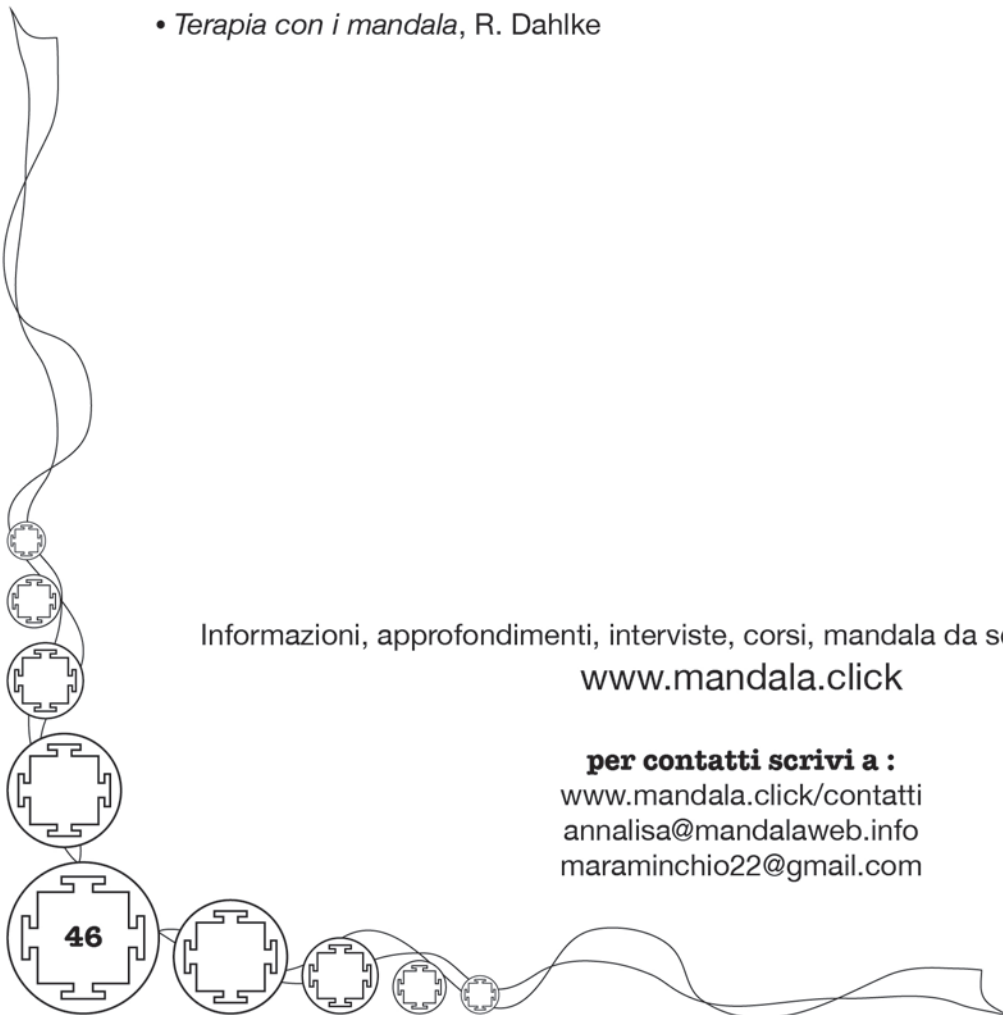 • Terapia con i mandala, R. Dahlke
Informazioni, approfondimenti, interviste, corsi, mandala da
www.mandala.click
per contatti scrivi a :
www.mandala.click/contatti
annalisa@mandalaweb.info
maraminchio22@gmail.com
46